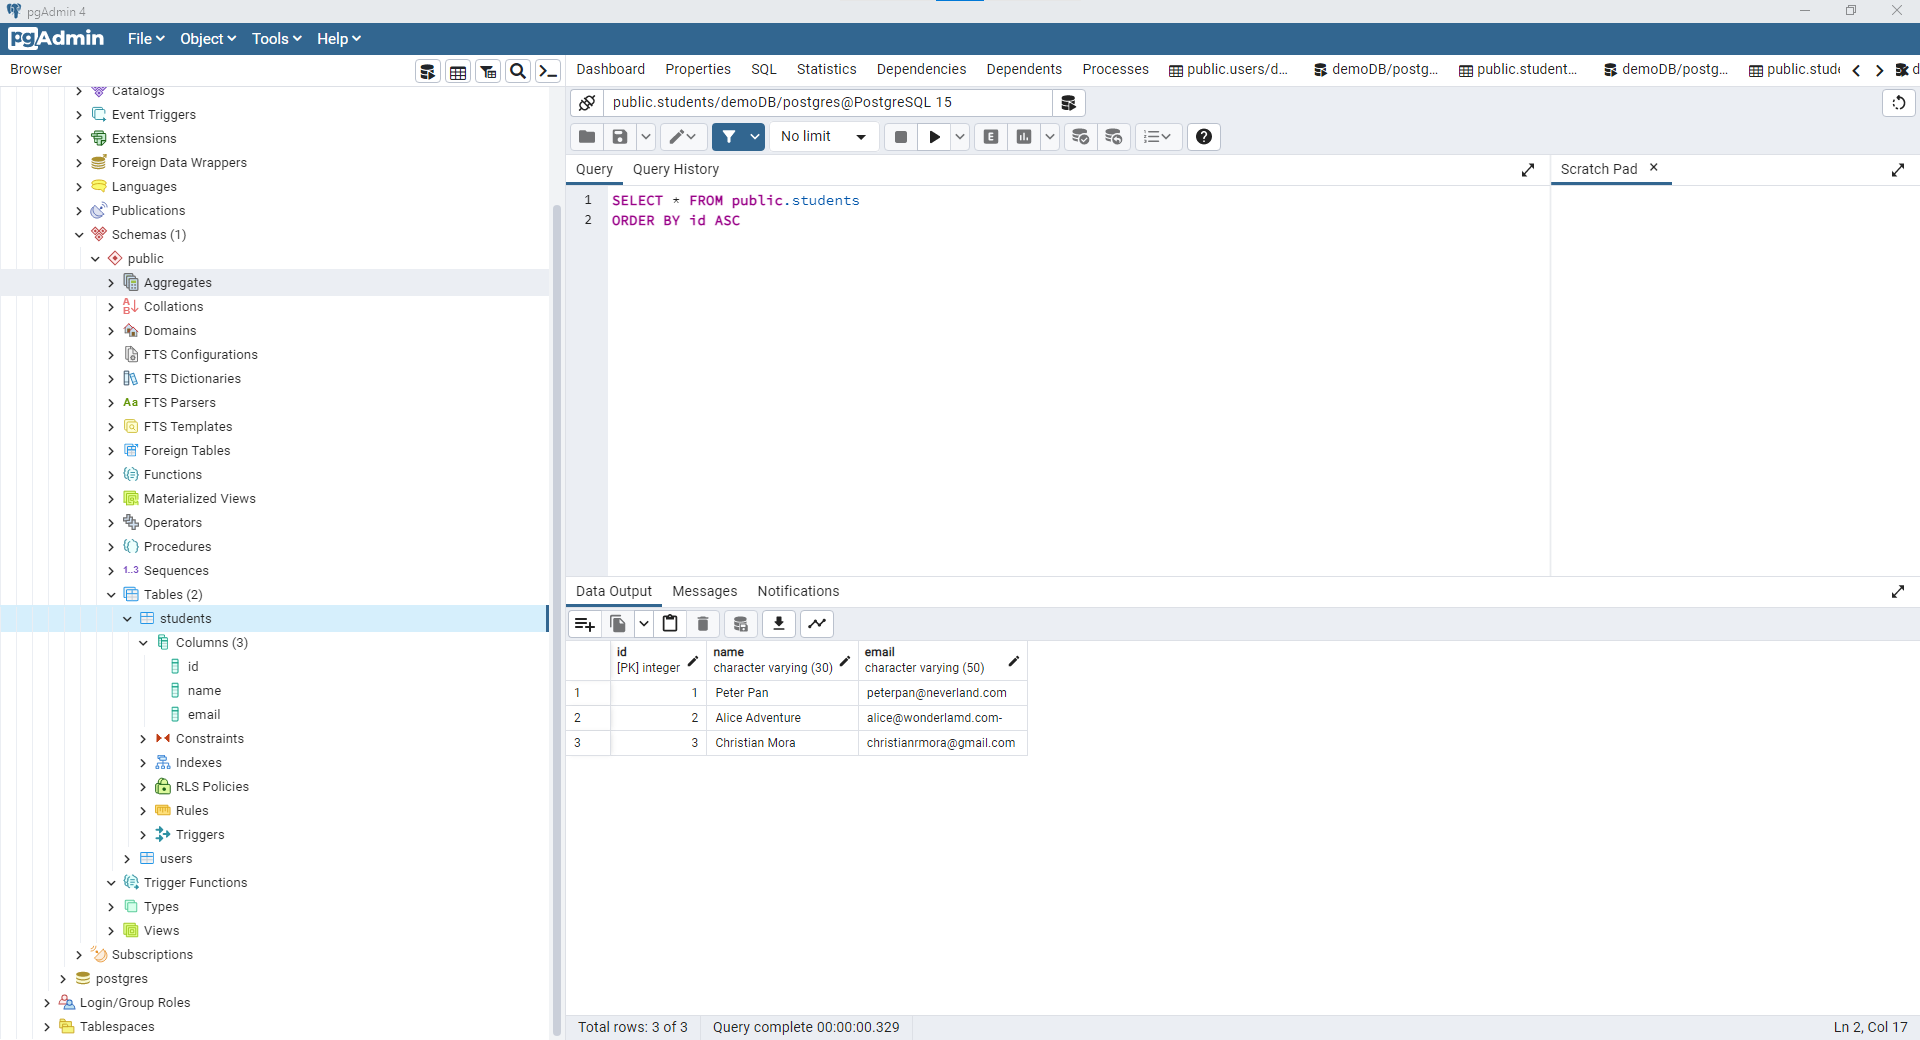 pgAdmin 4
pgAdmin File Object Tools Help
Browser
Dashboard Properties SQL Statistics Dependencies Dependents Processes public.users/d... demoDB/postg... public.student... demoDB/postg... public.stude d
Catalogs
Event Triggers
Extensions
Foreign Data Wrappers
Languages
Publications
Schemas (1)
public
Aggregates
Collations
Domains
FTS Configurations
FTS Dictionaries
Aa FTS Parsers
FTS Templates
Foreign Tables
Functions
Materialized Views
Operators
Procedures
1..3 Sequences
Tables (2)
students
Columns (3)
id
name
email
Constraints
Indexes
RLS Policies
Rules
Triggers
users
Trigger Functions
Types
Views
Subscriptions
postgres
Login/Group Roles
Tablespaces
public.students/demoDB/postgres@PostgreSQL 15
No limit E ?
Query Query History
Scratch Pad
1 SELECT * FROM public.students
2 ORDER BY id ASC
Data Output Messages Notifications
id name email
[PK] integer character varying (30) character varying (50)
1 1 Peter Pan peterpan@neverland.com
2 2 Alice Adventure alice@wonderlamd.com-
3 3 Christian Mora christianrmora@gmail.com
Total rows: 3 of 3 Query complete 00:00:00.329 Ln 2, Col 17